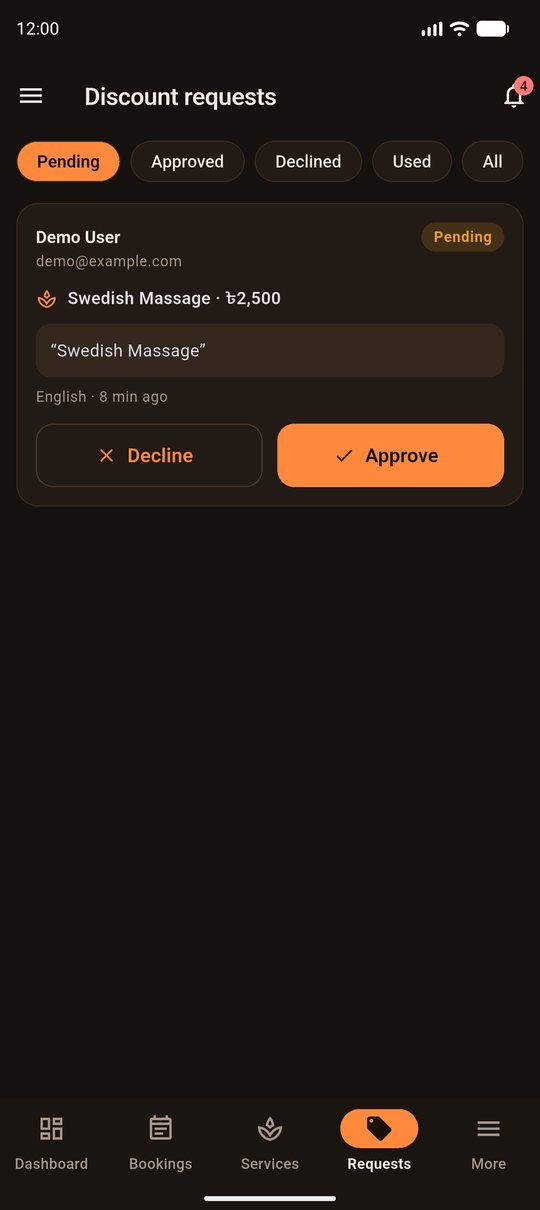 12:00
Discount requests
4
Pending
Approved
Declined
Used
All
Demo User
Pending
demo@example.com
Swedish Massage · ৳2,500
“Swedish Massage”
English · 8 min ago
Decline
Approve
Dashboard
Bookings
Services
Requests
More